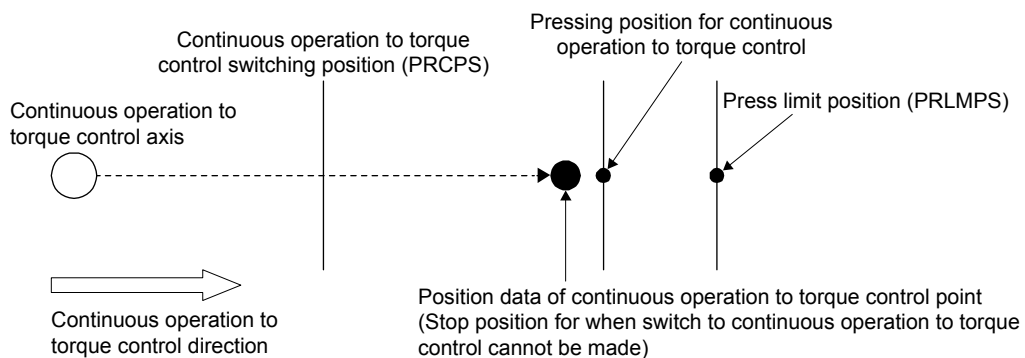 Pressing position for continuous
operation to torque control
Continuous operation to torque
control switching position (PRCPS)
Press limit position (PRLMPS)
Continuous operation to
torque control axis
Continuous operation to
torque control direction
Position data of continuous operation to torque control point
(Stop position for when switch to continuous operation to torque
control cannot be made)